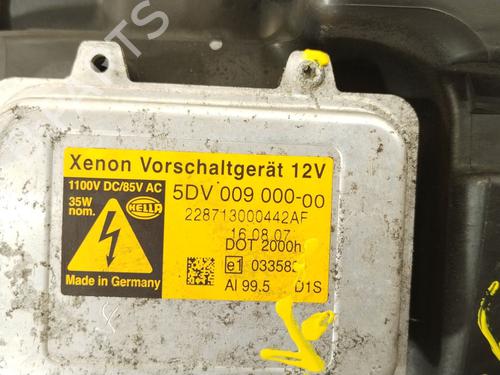 Xenon Vorschaltgerät 12V
1100V DC/85V AC
35W
nom.
HELLA
5DV 009 000-00
228713000442AF
16.08.07
DOT 2000h
e1 033582
AI 99.5 D1S
Made in Germany